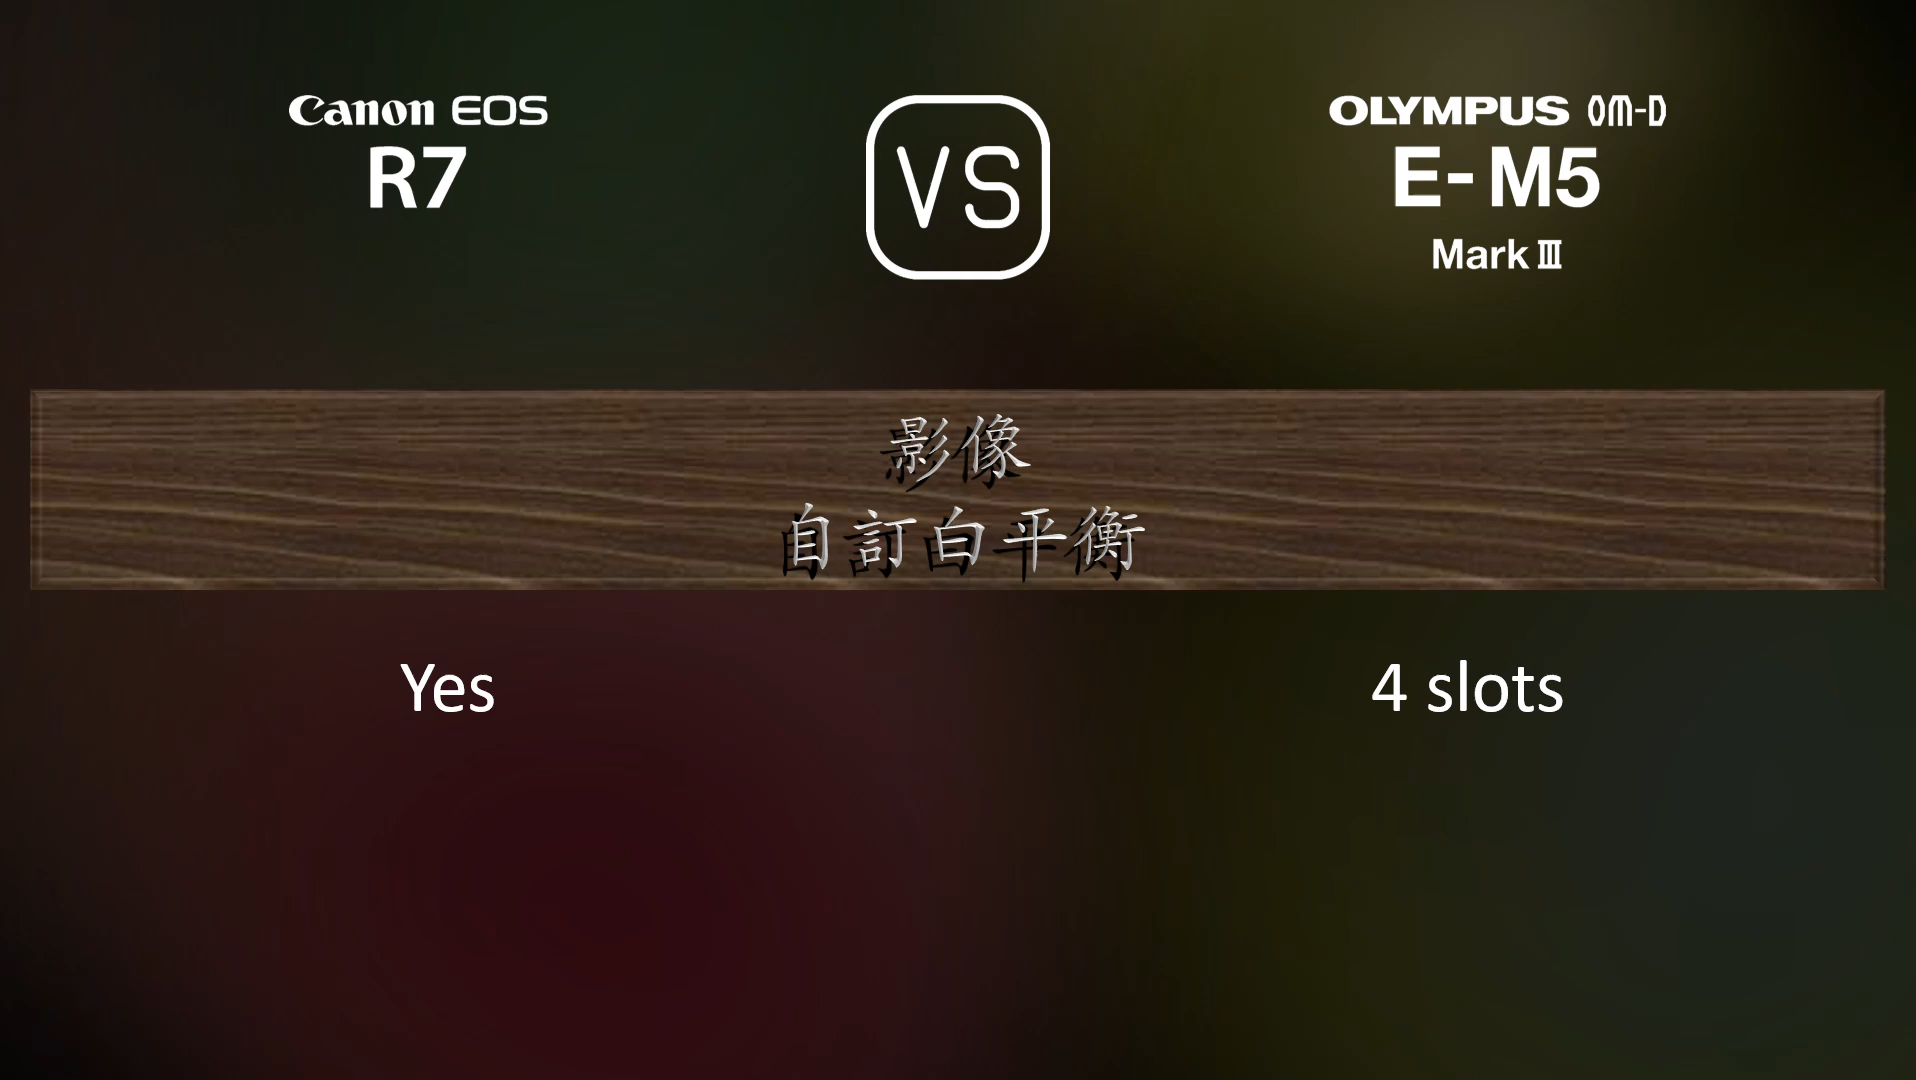 Canon EOS
R7
VS
OLYMPUS OM-D
E-M5
Mark III
影像
自訂白平衡
Yes
4 slots